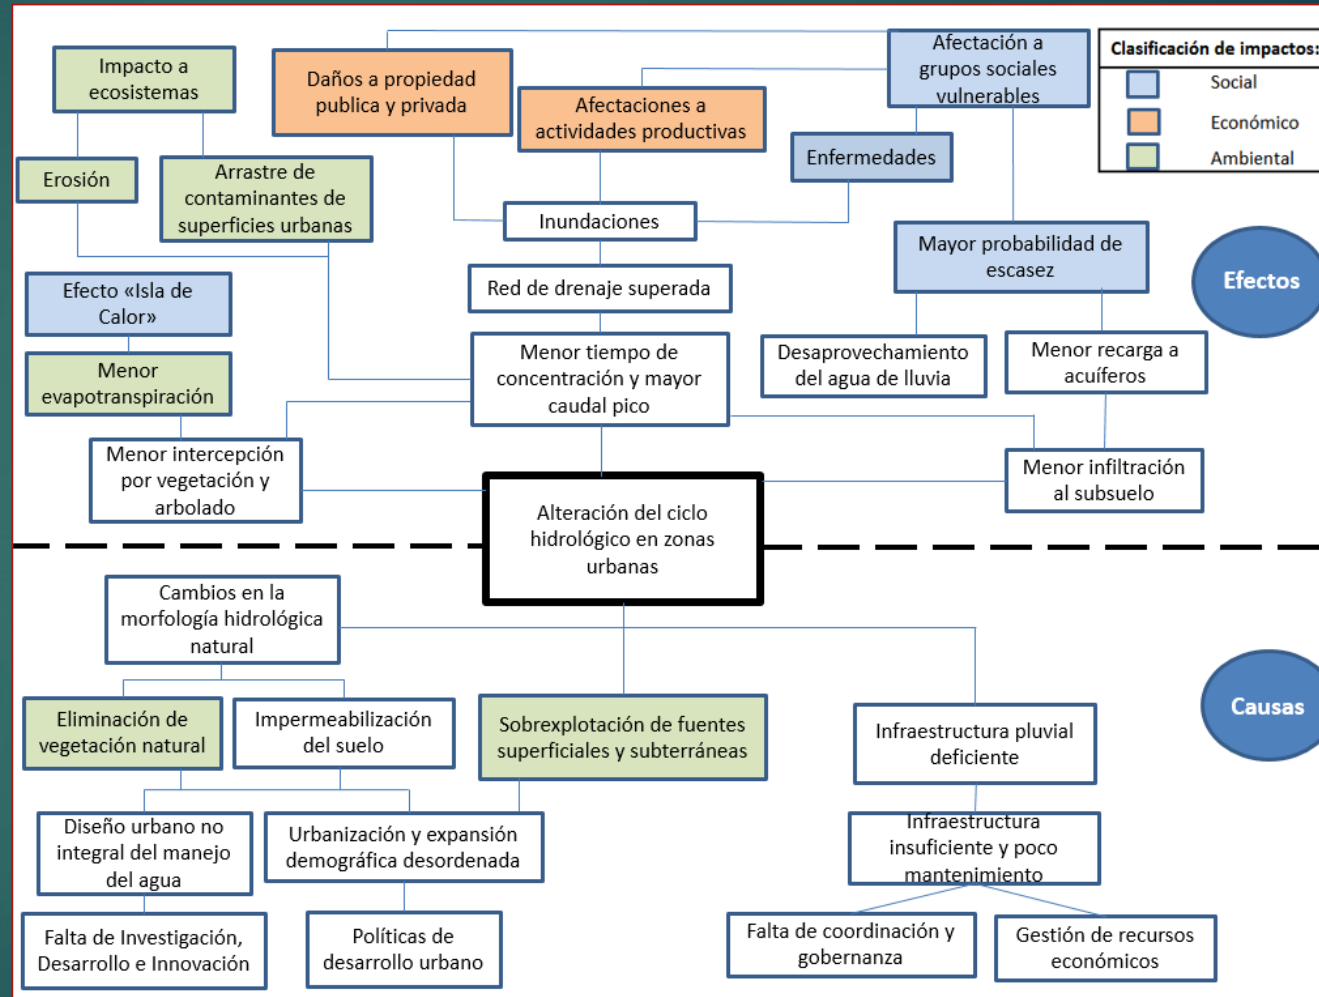 Impacto a
ecosistemas
Daños a propiedad
publica y privada
Afectaciones a
actividades productivas
Afectación a
grupos sociales
vulnerables
Clasificación de impactos:
Social
Económico
Ambiental
Erosión
Arrastre de
contaminantes de
superficies urbanas
Enfermedades
Inundaciones
Mayor probabilidad de
escasez
Efectos
Efecto «Isla de
Calor»
Red de drenaje superada
Menor
evapotranspiración
Menor tiempo de
concentración y mayor
caudal pico
Desaprovechamiento
del agua de lluvia
Menor recarga a
acuíferos
Menor intercepción
por vegetación y
arbolado
Menor infiltración
al subsuelo
Alteración del ciclo
hidrológico en zonas
urbanas
Cambios en la
morfología hidrológica
natural
Causas
Eliminación de
vegetación natural
Impermeabilización
del suelo
Sobrexplotación de fuentes
superficiales y subterráneas
Infraestructura pluvial
deficiente
Diseño urbano no
integral del manejo
del agua
Urbanización y expansión
demográfica desordenada
Infraestructura
insuficiente y poco
mantenimiento
Falta de Investigación,
Desarrollo e Innovación
Políticas de
desarrollo urbano
Falta de coordinación y
gobernanza
Gestión de recursos
económicos